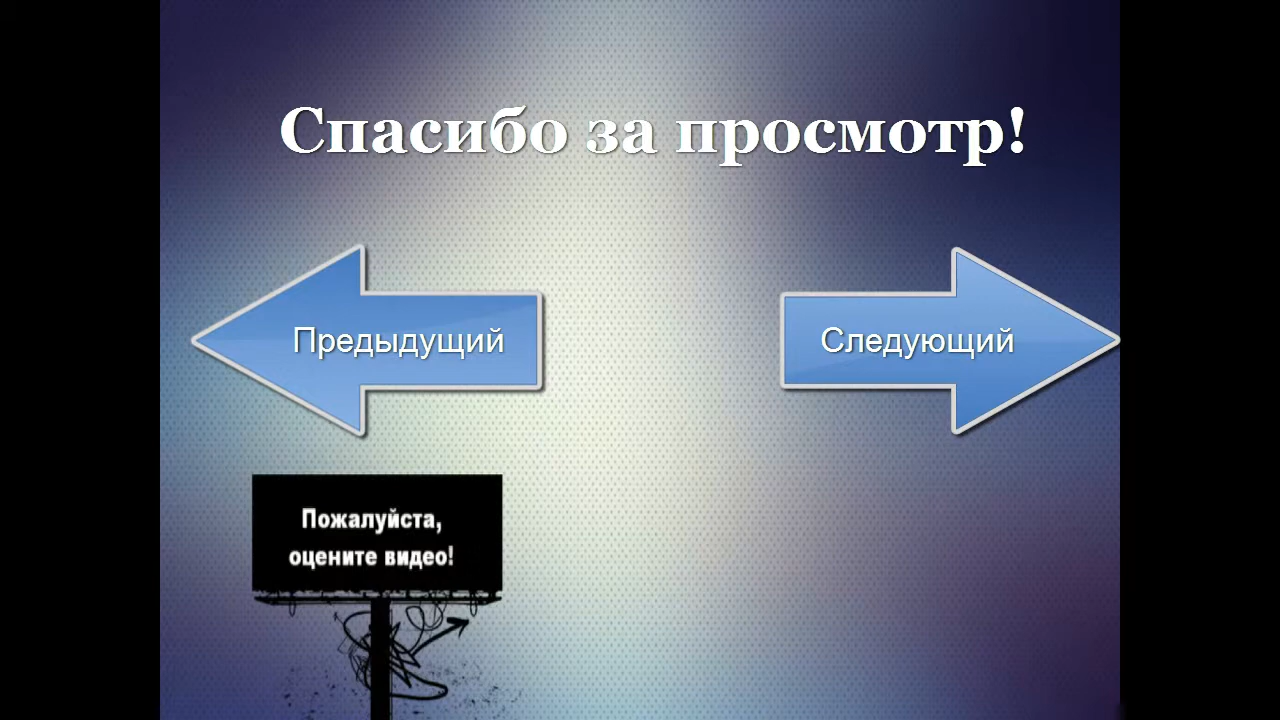 Спасибо за просмотр!
Предыдущий
Следующий
Пожалуйста,
оцените видео!